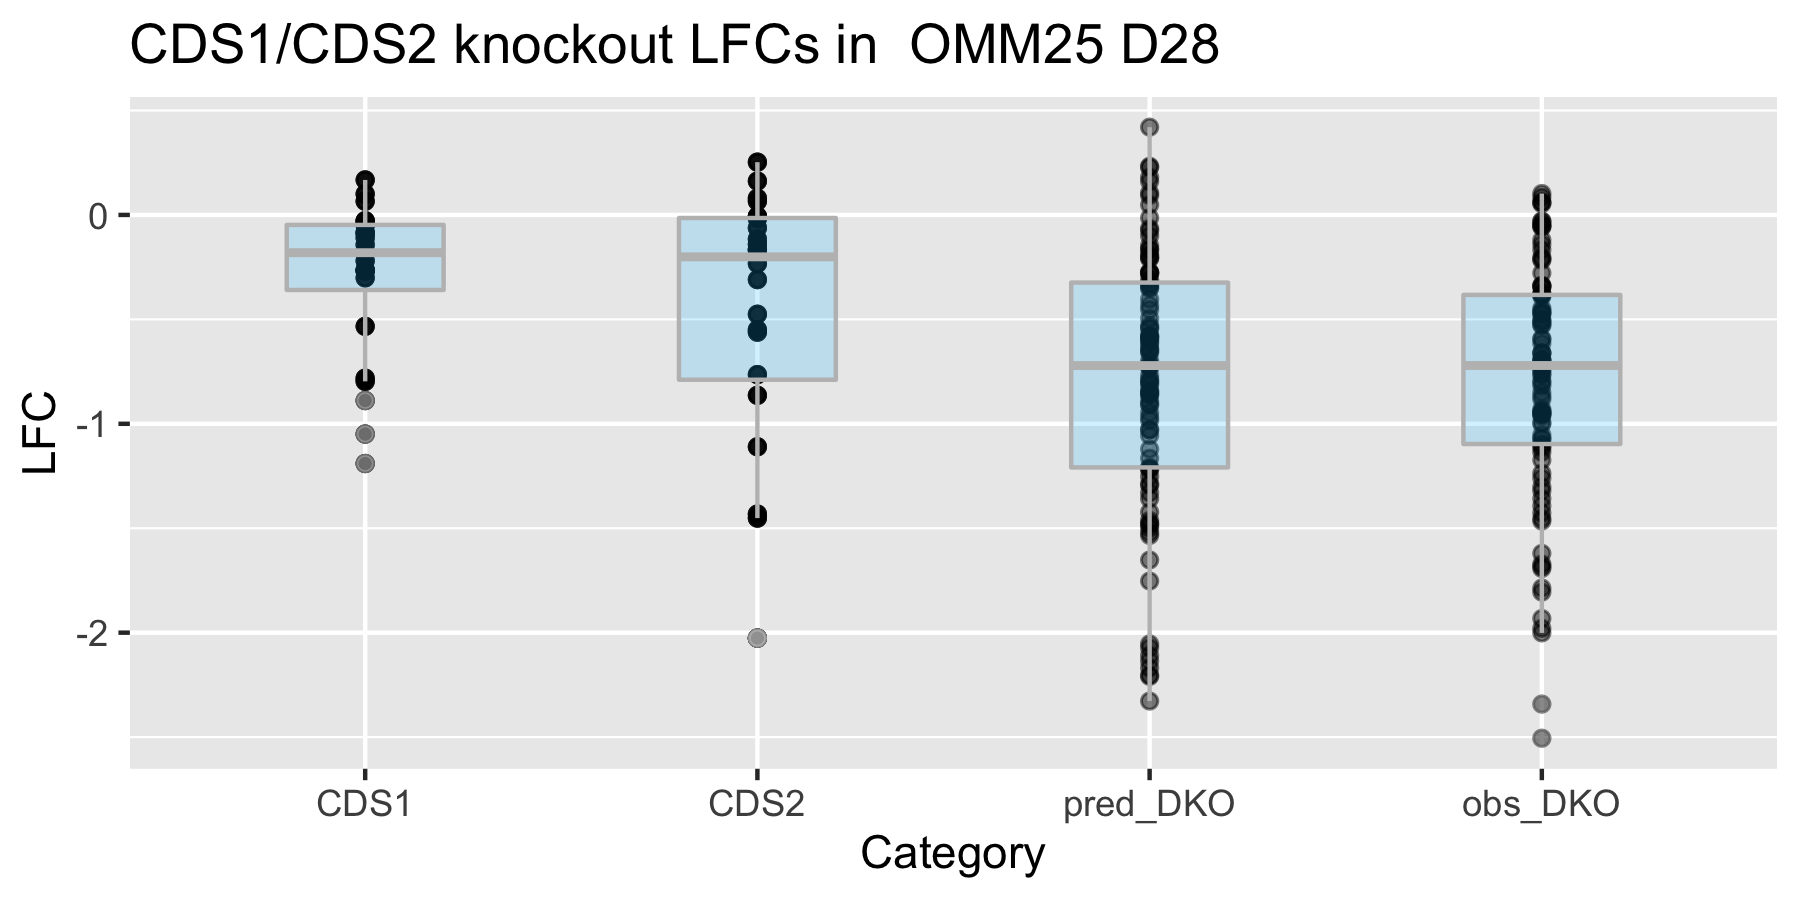 CDS1/CDS2 knockout LFCs in  OMM25 D28
LFC
0
-1
-2
CDS1 CDS2 pred_DKO obs_DKO
Category